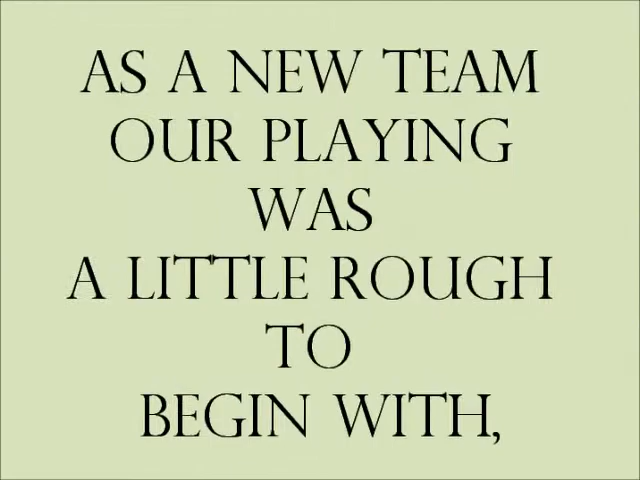 AS A NEW TEAM
OUR PLAYING
WAS
A LITTLE ROUGH
TO
BEGIN WITH,